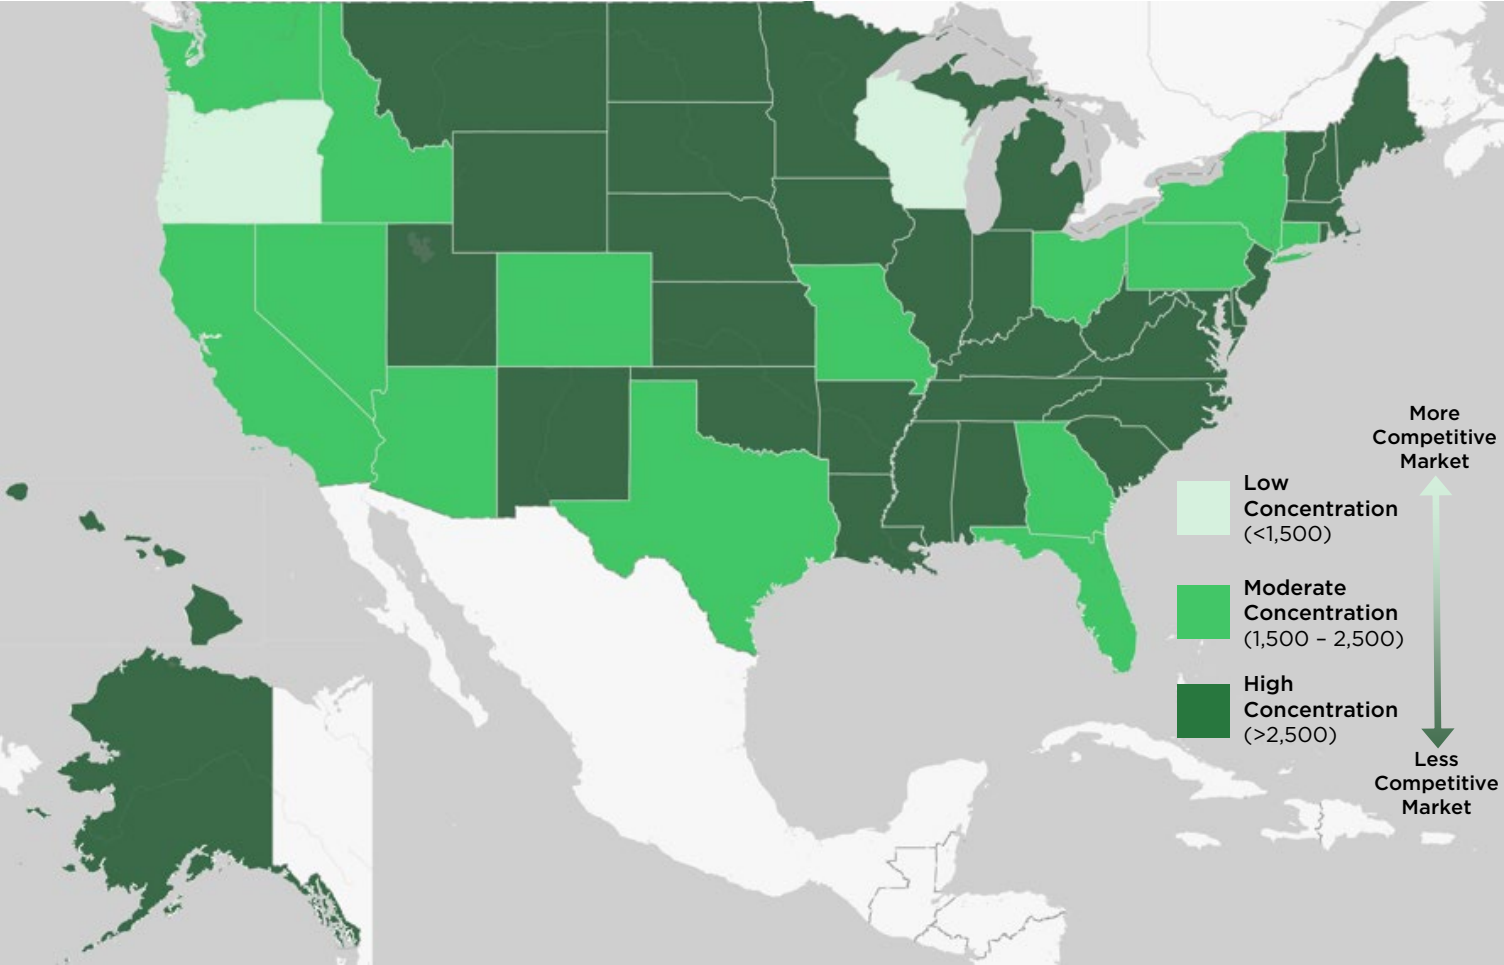 More
Competitive
Market
Low
Concentration
(<1,500)
Moderate
Concentration
(1,500 – 2,500)
High
Concentration
(>2,500)
Less
Competitive
Market